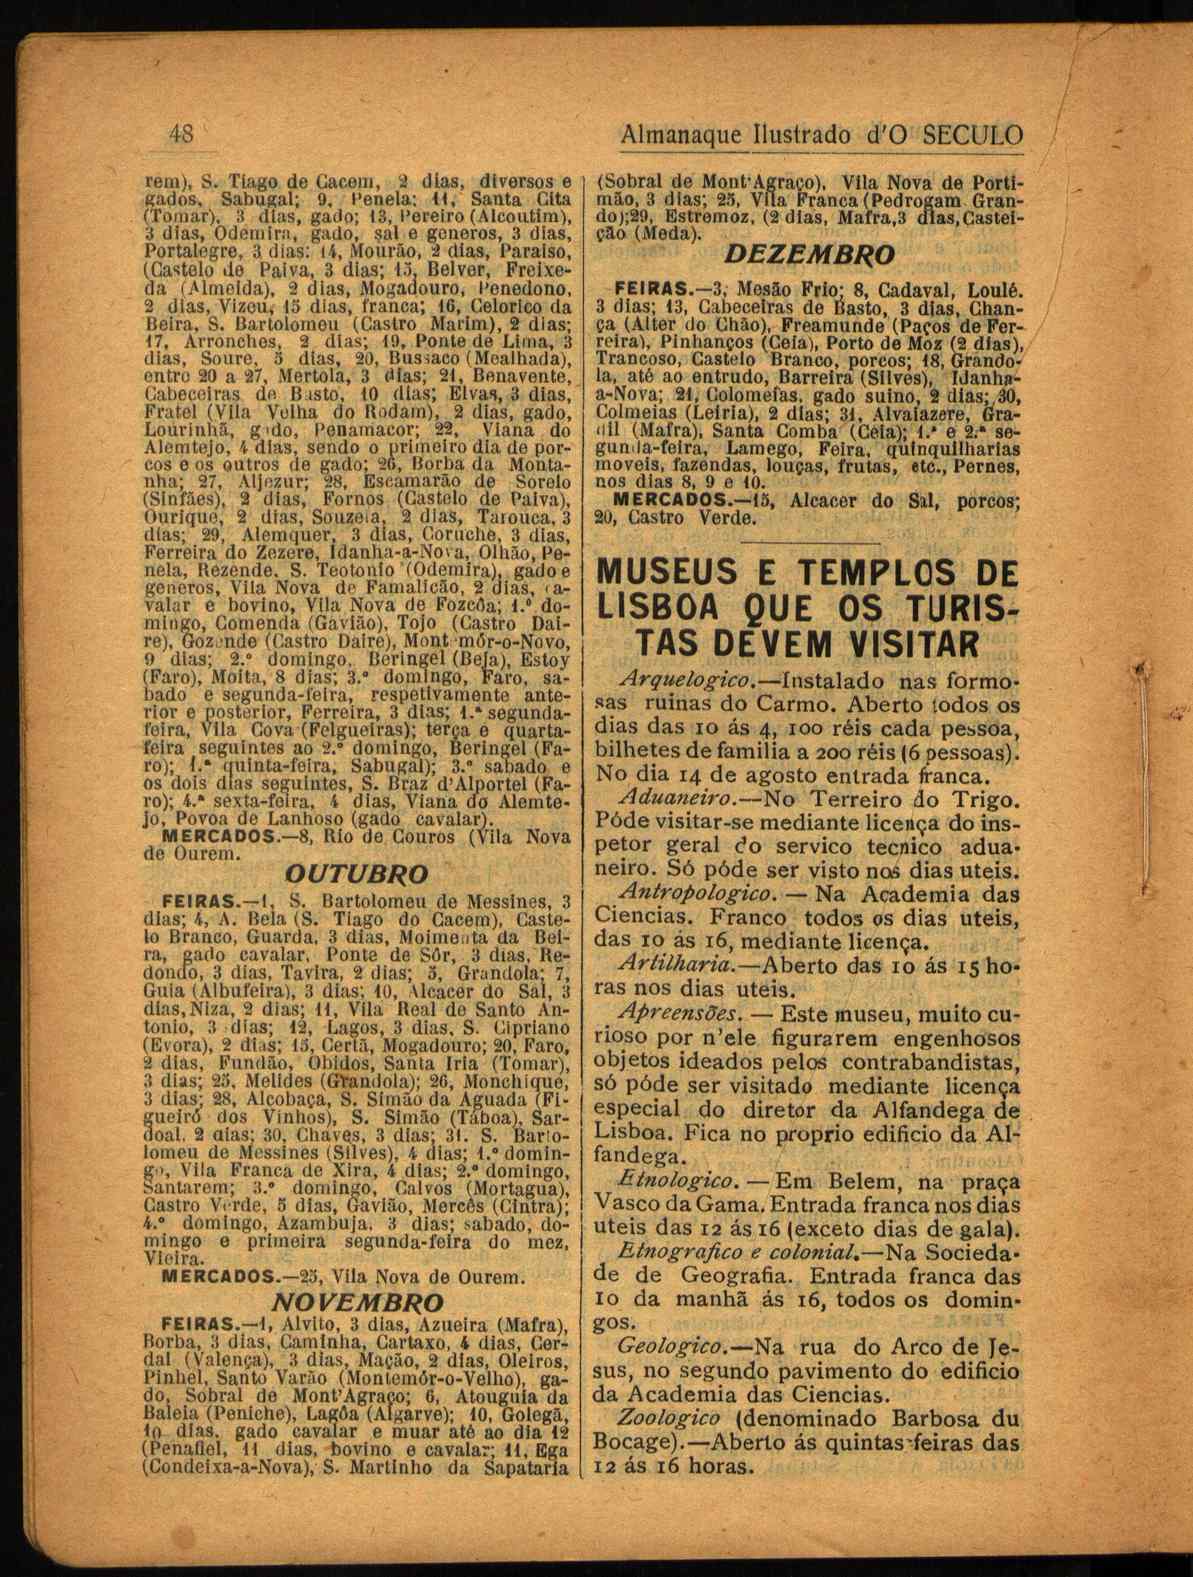 48
Almanaque Ilustrado d'O SECULO
rem), S. Tiago de Cacem, 2 dias, diversos e
gados, Sabugal; 9, Penela; 11, Santa Cita
(Tomar), 3 dias, gado; 13, Pereiro (Alcoutim),
3 dias, Odemira, gado, sal e generos, 3 dias,
Portalegre, 3 dias; 14, Mourão, 2 dias, Paraiso,
(Castelo de Paiva, 3 dias; 15, Belver, Freixe-
da (Almeida), 2 dias, Mogadouro, Penedono,
2 dias, Vizeu, 15 dias, franca; 16, Celorico da
Beira, S. Bartolomeu (Castro Marim), 2 dias;
17, Arronches, 2 dias; 19, Ponte de Lima, 3
dias, Soure, 5 dias, 20, Bussaco (Mealhada),
entre 20 a 27, Mertola, 3 dias; 21, Benavente,
Cabeceiras de Basto, 10 dias; Elvas, 3 dias,
Fratel (Vila Velha do Rodam), 2 dias, gado,
Lourinhã, gado, Penamacor; 22, Viana do
Alemtejo, 4 dias, sendo o primeiro dia de por-
cos e os outros de gado; 26, Borba da Monta-
nha; 27, Aljezur; 28, Escamarão de Sorelo
(Sinfães), 2 dias, Fornos (Castelo de Paiva),
Ourique, 2 dias, Souzela, 2 dias, Tarouca, 3
dias; 29, Alemquer, 3 dias, Coruche, 3 dias,
Ferreira do Zezere, Idanha-a-Nova, Olhão, Pe-
nela, Rezende, S. Teotonio (Odemira), gado e
generos, Vila Nova de Famalicão, 2 dias, ca-
valar e bovino, Vila Nova de Fozcôa; 1.º do-
mingo, Comenda (Gavião), Tojo (Castro Dai-
re), Gozende (Castro Daire), Montemór-o-Novo,
9 dias; 2.º domingo, Beringel (Beja), Estoy
(Faro), Moita, 8 dias; 3.º domingo, Faro, sa-
bado e segunda-feira, respetivamente ante-
rior e posterior, Ferreira, 3 dias; 1.ª segunda-
feira, Vila Cova (Felgueiras); terça e quarta-
feira seguintes ao 2.º domingo, Beringel (Fa-
ro); 1.ª quinta-feira, Sabugal); 3.º sabado e
os dois dias seguintes, S. Braz d'Alportel (Fa-
ro); 4.ª sexta-feira, 4 dias, Viana do Alemte-
jo, Povoa de Lanhoso (gado cavalar).
MERCADOS.—8, Rio de Couros (Vila Nova
de Ourem.
OUTUBRO
FEIRAS.—1, S. Bartolomeu de Messines, 3
dias; 4, A. Bela (S. Tiago do Cacem), Caste-
lo Branco, Guarda, 3 dias, Moimenta da Bei-
ra, gado cavalar, Ponte de Sôr, 3 dias, Re-
dondo, 3 dias, Tavira, 2 dias; 5, Grandola; 7,
Guia (Albufeira), 3 dias; 10, Alcacer do Sal, 3
dias, Niza, 2 dias; 11, Vila Real de Santo An-
tonio, 3 dias; 12, Lagos, 3 dias, S. Cipriano
(Evora), 2 dias; 15, Certã, Mogadouro; 20, Faro,
2 dias, Fundão, Obidos, Santa Iria (Tomar),
3 dias; 25, Melides (Grandola); 26, Monchique,
3 dias; 28, Alcobaça, S. Simão da Aguada (Fi-
gueiró dos Vinhos), S. Simão (Tàboa), Sar-
doal, 2 dias; 30, Chaves, 3 dias; 31. S. Barto-
lomeu de Messines (Silves), 4 dias; 1.º domin-
go, Vila Franca de Xira, 4 dias; 2.º domingo,
Santarem; 3.º domingo, Calvos (Mortagua),
Castro Verde, 5 dias, Gavião, Mercês (Cintra);
4.º domingo, Azambuja, 3 dias; sabado, do-
mingo e primeira segunda-feira do mez,
Vieira.
MERCADOS.—25, Vila Nova de Ourem.
NOVEMBRO
FEIRAS.—1, Alvito, 3 dias, Azueira (Mafra),
Borba, 3 dias, Caminha, Cartaxo, 4 dias, Cer-
dal (Valença), 3 dias, Mação, 2 dias, Oleiros,
Pinhel, Santo Varão (Montemór-o-Velho), ga-
do, Sobral de Mont'Agraço; 6, Atouguia da
Baleia (Peniche), Lagôa (Algarve); 10, Golegã,
10 dias, gado cavalar e muar até ao dia 12
(Penafiel, 11 dias, bovino e cavalar; 11, Ega
(Condeixa-a-Nova), S. Martinho da Sapataria
(Sobral de Mont'Agraço), Vila Nova de Porti-
mão, 3 dias; 25, Vila Franca (Pedrogam Gran-
do);29, Estremoz, (2 dias, Mafra,3 dias,Castei-
ção (Meda).
DEZEMBRO
FEIRAS.—3, Mesão Frio; 8, Cadaval, Loulé.
3 dias; 13, Cabeceiras de Basto, 3 dias, Chan-
ça (Alter do Chão), Freamunde (Paços de Fer-
reira), Pinhanços (Ceia), Porto de Moz (2 dias),
Trancoso, Castelo Branco, porcos; 18, Grando-
la, até ao entrudo, Barreira (Silves), Idanha-
a-Nova; 21, Colomefas, gado suino, 2 dias; 30,
Colmeias (Leiria), 2 dias; 31, Alvaiazere, Gra-
dil (Mafra), Santa Comba (Ceia); 1.ª e 2.ª se-
gunda-feira, Lamego, Feira, quinquilharias
moveis, fazendas, louças, frutas, etc., Pernes,
nos dias 8, 9 e 10.
MERCADOS.—15, Alcacer do Sal, porcos;
20, Castro Verde.
MUSEUS E TEMPLOS DE
LISBOA QUE OS TURIS-
TAS DEVEM VISITAR
Arquelogico.—Instalado nas formo-
sas ruinas do Carmo. Aberto todos os
dias das 10 ás 4, 100 réis cada pessoa,
bilhetes de familia a 200 réis (6 pessoas).
No dia 14 de agosto entrada franca.
Aduaneiro.—No Terreiro do Trigo.
Póde visitar-se mediante licença do ins-
petor geral do servico tecnico adua-
neiro. Só póde ser visto nos dias uteis.
Antropologico. — Na Academia das
Ciencias. Franco todos os dias uteis,
das 10 ás 16, mediante licença.
Artilharia.—Aberto das 10 ás 15 ho-
ras nos dias uteis.
Apreensões. — Este museu, muito cu-
rioso por n'ele figurarem engenhosos
objetos ideados pelos contrabandistas,
só póde ser visitado mediante licença
especial do diretor da Alfandega de
Lisboa. Fica no proprio edificio da Al-
fandega.
Etnologico. — Em Belem, na praça
Vasco da Gama. Entrada franca nos dias
uteis das 12 ás 16 (exceto dias de gala).
Etnografico e colonial.—Na Socieda-
de de Geografia. Entrada franca das
10 da manhã ás 16, todos os domin-
gos.
Geologico.—Na rua do Arco de Je-
sus, no segundo pavimento do edificio
da Academia das Ciencias.
Zoologico (denominado Barbosa du
Bocage).—Aberto ás quintas-feiras das
12 ás 16 horas.